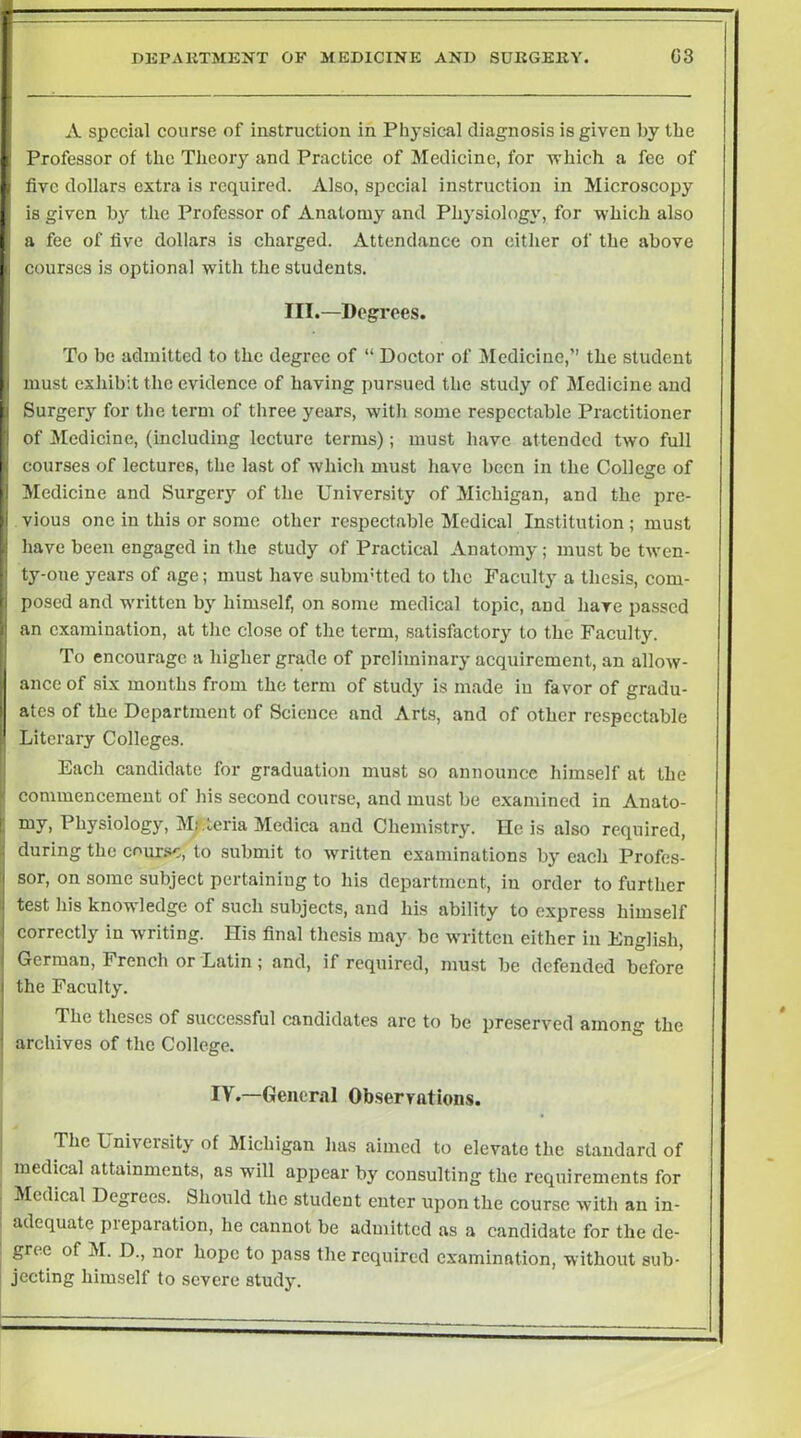 DEPARTMENT OF MEDICINE AND SURGERY. 63
A special course of instruction in Physical diagnosis is given by the
Professor of the Theory and Practice of Medicine, for which a fee of
five dollars extra is required. Also, special instruction in Microscopy
is given by the Professor of Anatomy and Physiology, for which also
a fee of five dollars is charged. Attendance on either of the above
courses is optional with the students.
III.—Degrees.
To be admitted to the degree of “ Doctor of Medicine,” the student
must exhibit the evidence of having pursued the study of Medicine and
Surgery for the term of three years, with some respectable Practitioner
of Medicine, (including lecture terms) ; must have attended two full
courses of lectures, the last of which must have been in the College of
Medicine and Surgery of the University of Michigan, and the pre-
vious one in this or some other respectable Medical Institution ; must
have been engaged in the study of Practical Anatomy ; must be twen-
ty-one years of age ; must have subm'tted to the Faculty a thesis, com-
posed and written by himself, on some medical topic, and have passed
an examination, at the close of the term, satisfactory to the Faculty.
To encourage a higher grade of preliminary acquirement, an allow-
ance of six months from the term of study is made in favor of gradu-
ates of the Department of Science and Arts, and of other respectable
Literary Colleges.
Each candidate for graduation must so announce himself at the
commencement of his second course, and must be examined in Anato-
my, Physiology, M teria Medica and Chemistry. He is also required,
during the course, to submit to written examinations by each Profes-
sor, on some subject pertaining to his department, in order to further
test his knowledge of such subjects, and his ability to express himself
correctly in writing. His final thesis may be written either in English,
German, French or Latin ; and, if required, must be defended before
the Faculty.
The theses of successful candidates are to be preserved among the
archives of the College.
IV.—General Observations.
The University of Michigan has aimed to elevate the standard of
medical attainments, as will appear by consulting the requirements for
Medical Degrees. Should the student enter upon the course with an in-
adequate preparation, he cannot be admitted as a candidate for the de-
gree of M. D., nor hope to pass the required examination, without sub-
jecting himself to severe study.